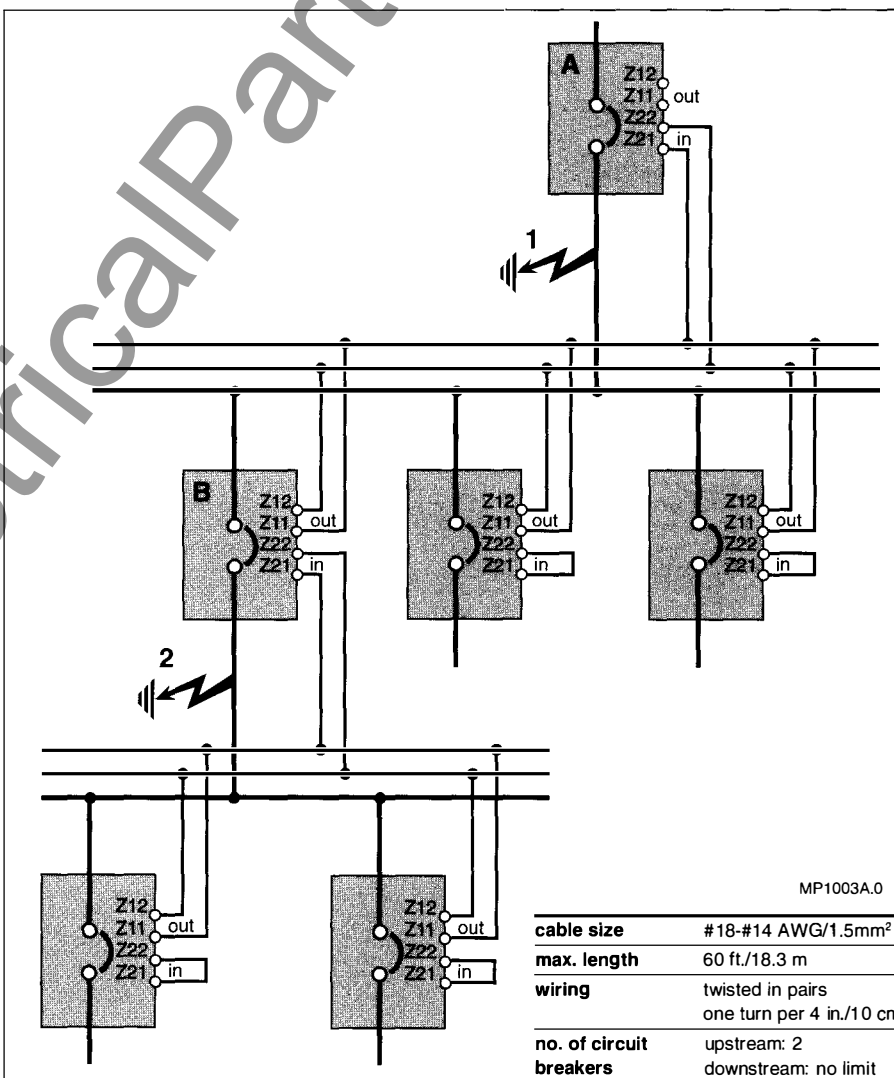 A
Z12
Z11 out
Z22
Z21 in
1
B
Z12
Z11 out
Z22
Z21 in
Z12
Z11 out
Z22
Z21 in
Z12
Z11 out
Z22
Z21 in
2
Z12
Z11 out
Z22
Z21 in
Z12
Z11 out
Z22
Z21 in
MP1003A.0
cable size #18-#14 AWG/1.5mm²
max. length 60 ft./18.3 m
wiring twisted in pairs
one turn per 4 in./10 cm
no. of circuit upstream: 2
breakers downstream: no limit
ctricalPart